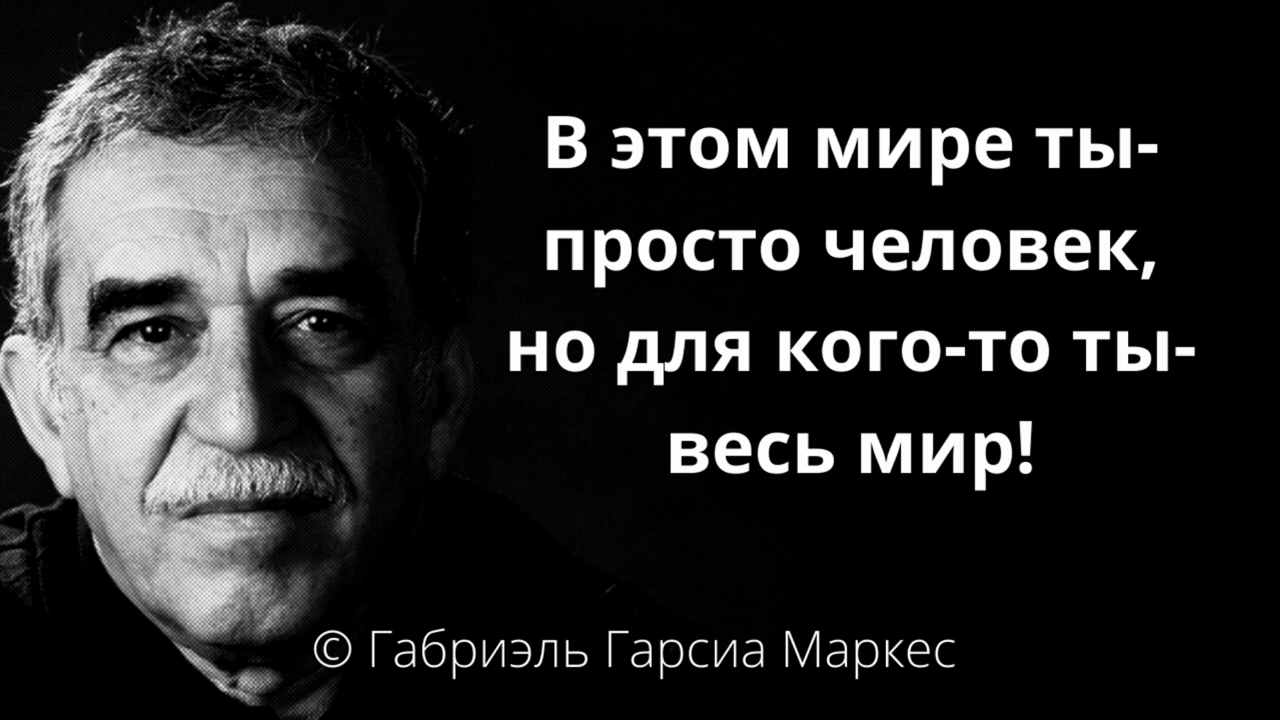 В этом мире ты-
просто человек,
но для кого-то ты-
весь мир!
© Габриэль Гарсиа Маркес